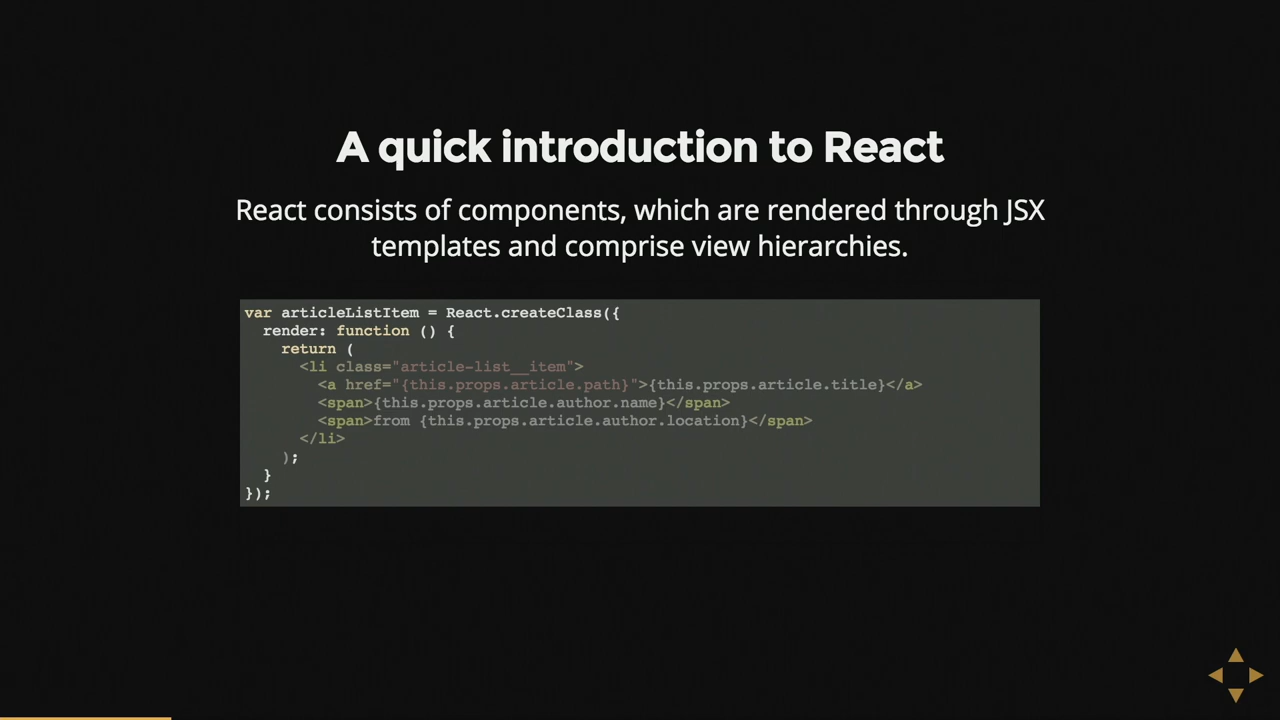 A quick introduction to React
React consists of components, which are rendered through JSX
templates and comprise view hierarchies.
var articleListItem = React.createClass({
  render: function () {
    return (
      <li class="article-list__item">
        <a href="{this.props.article.path}">{this.props.article.title}</a>
        <span>{this.props.article.author.name}</span>
        <span>from {this.props.article.author.location}</span>
      </li>
    );
  }
});